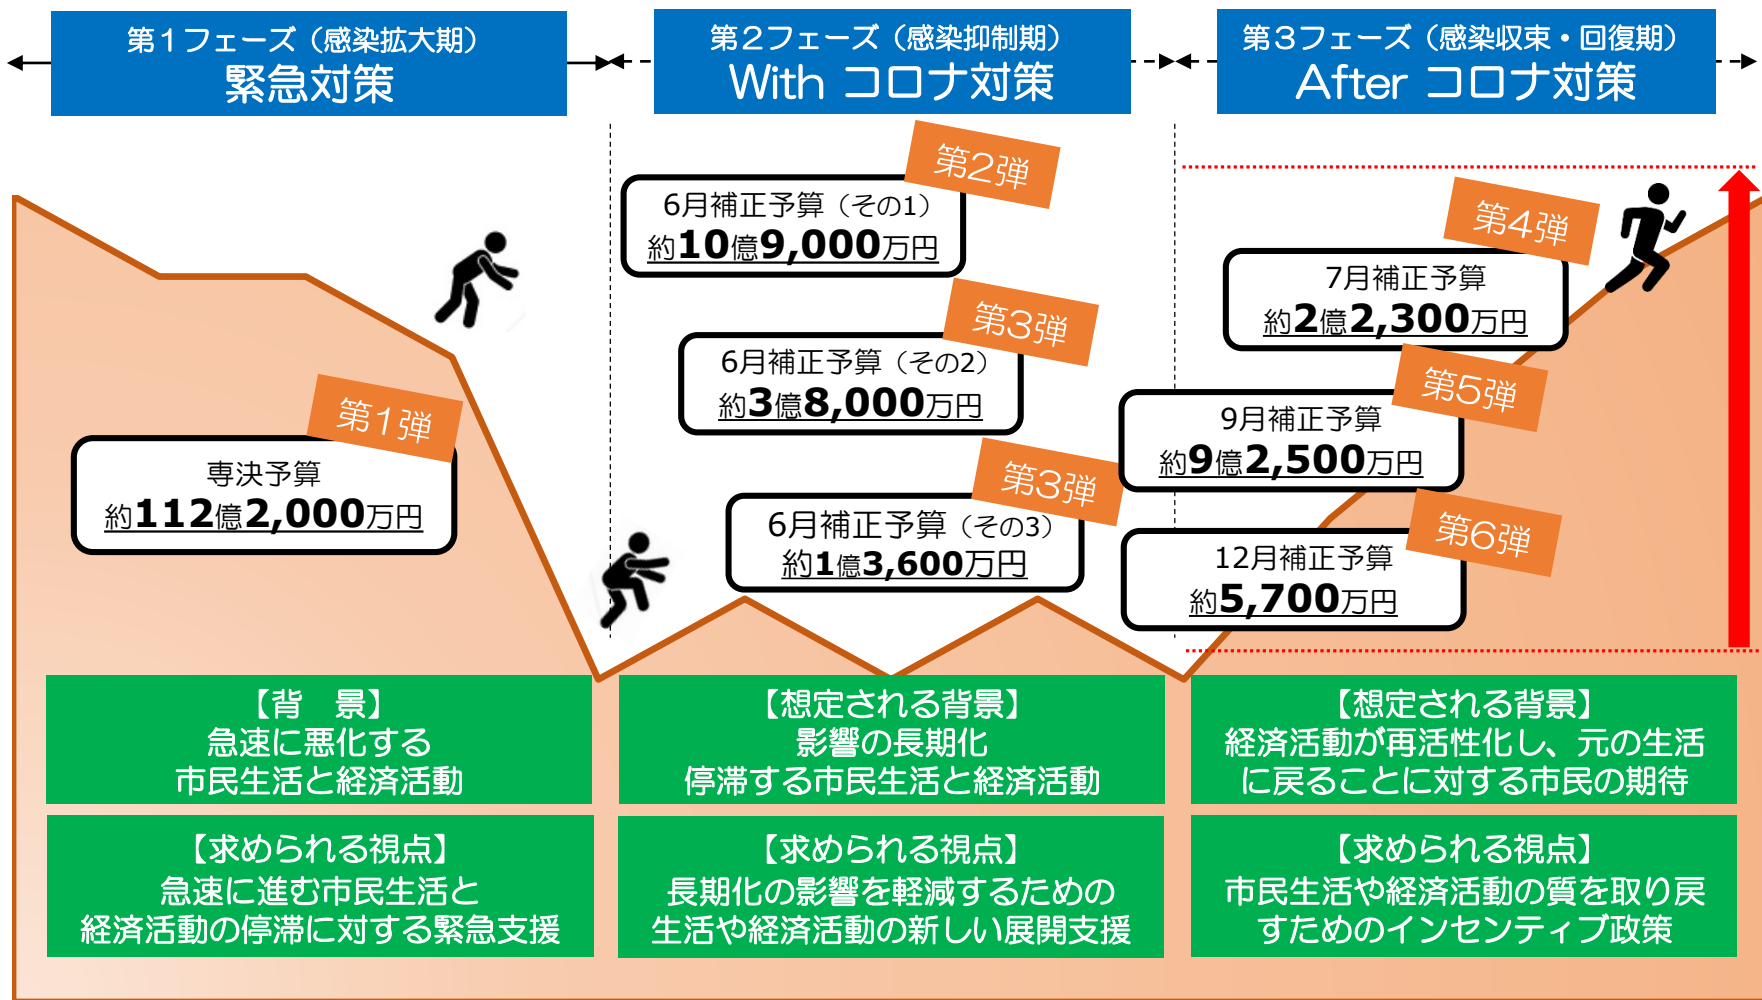 第1フェーズ（感染拡大期）
緊急対策
第2フェーズ（感染抑制期）
With コロナ対策
第3フェーズ（感染収束・回復期）
After コロナ対策
第1弾
専決予算
約112億2,000万円
第2弾
6月補正予算（その1）
約10億9,000万円
第3弾
6月補正予算（その2）
約3億8,000万円
第3弾
6月補正予算（その3）
約1億3,600万円
第4弾
7月補正予算
約2億2,300万円
第5弾
9月補正予算
約9億2,500万円
第6弾
12月補正予算
約5,700万円
【背　景】
急速に悪化する
市民生活と経済活動
【想定される背景】
影響の長期化
停滞する市民生活と経済活動
【想定される背景】
経済活動が再活性化し、元の生活
に戻ることに対する市民の期待
【求められる視点】
急速に進む市民生活と
経済活動の停滞に対する緊急支援
【求められる視点】
長期化の影響を軽減するための
生活や経済活動の新しい展開支援
【求められる視点】
市民生活や経済活動の質を取り戻
すためのインセンティブ政策